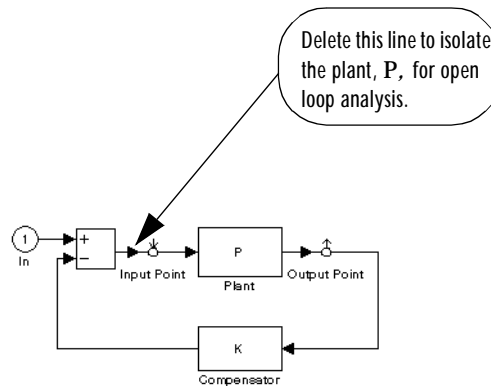 Delete this line to isolate
the plant, P, for open
loop analysis.
1
In
+
−
Input Point
P
Plant
Output Point
K
Compensator